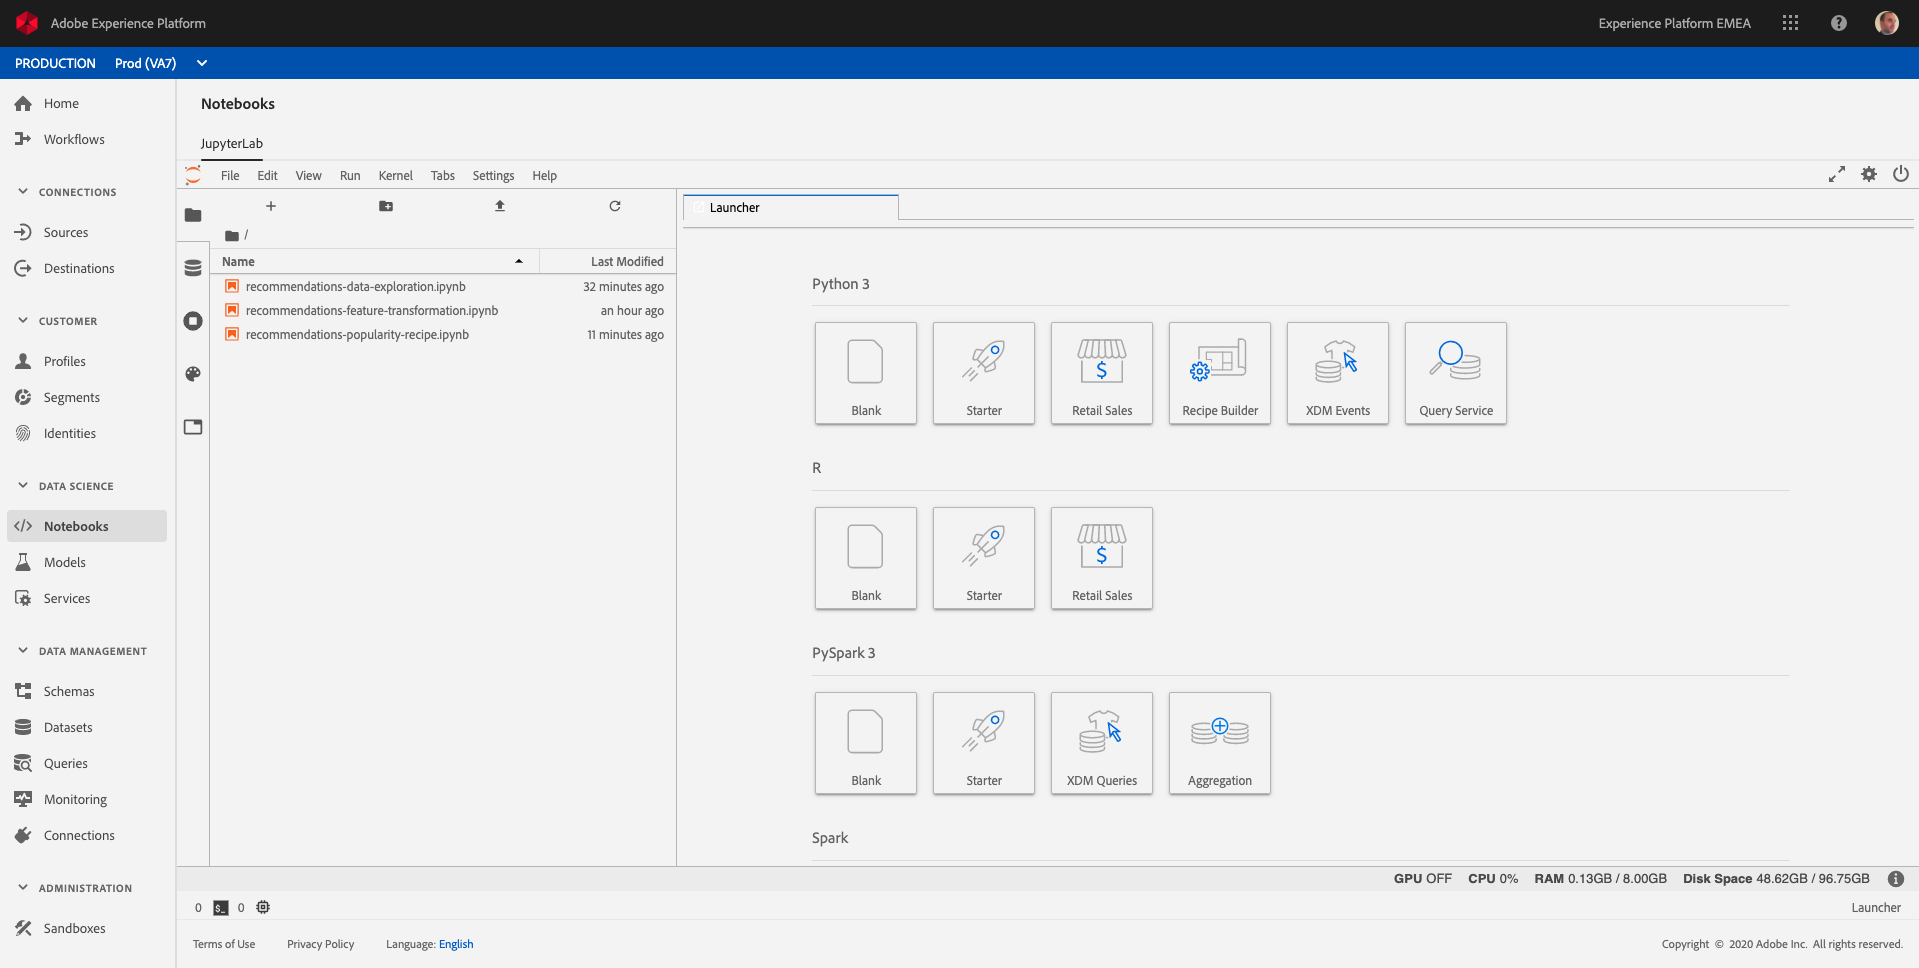 Adobe Experience Platform
Experience Platform EMEA
PRODUCTION Prod (VA7)
Home
Workflows
CONNECTIONS
Sources
Destinations
CUSTOMER
Profiles
Segments
Identities
DATA SCIENCE
Notebooks
Models
Services
DATA MANAGEMENT
Schemas
Datasets
Queries
Monitoring
Connections
ADMINISTRATION
Sandboxes
Notebooks
JupyterLab
File Edit View Run Kernel Tabs Settings Help
/
Name Last Modified
recommendations-data-exploration.ipynb 32 minutes ago
recommendations-feature-transformation.ipynb an hour ago
recommendations-popularity-recipe.ipynb 11 minutes ago
Launcher
Python 3
Blank Starter Retail Sales Recipe Builder XDM Events Query Service
R
Blank Starter Retail Sales
PySpark 3
Blank Starter XDM Queries Aggregation
Spark
GPU OFF CPU 0% RAM 0.13GB / 8.00GB Disk Space 48.62GB / 96.75GB
0 $_ 0 Launcher
Terms of Use Privacy Policy Language: English
Copyright © 2020 Adobe Inc. All rights reserved.